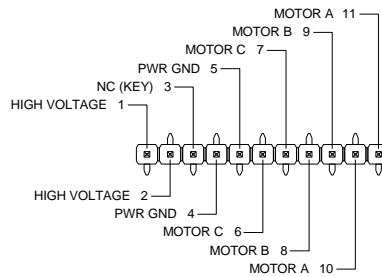 MOTOR A 11
MOTOR B 9
MOTOR C 7
PWR GND 5
NC (KEY) 3
HIGH VOLTAGE 1
HIGH VOLTAGE 2
PWR GND 4
MOTOR C 6
MOTOR B 8
MOTOR A 10